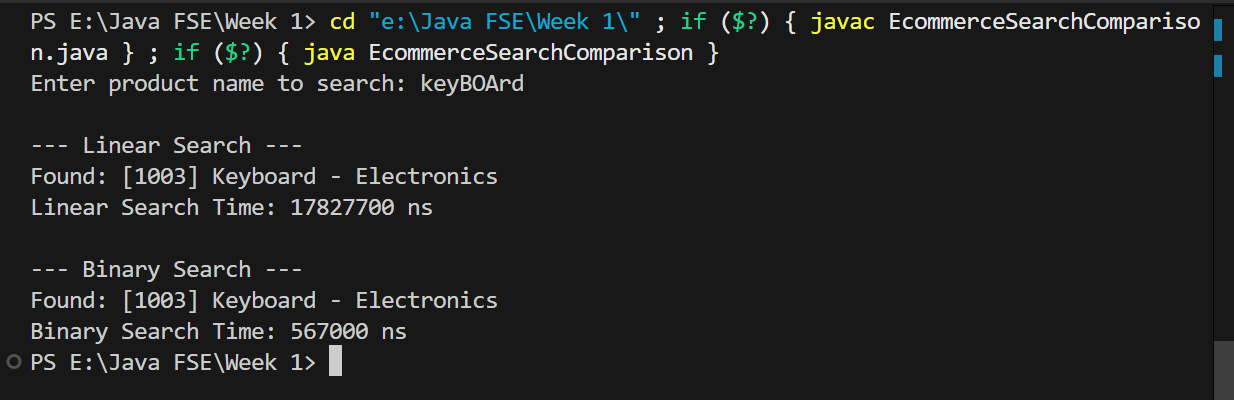 PS E:\Java FSE\Week 1> cd "e:\Java FSE\Week 1\" ; if ($?) { javac EcommerceSearchCompariso
n.java } ; if ($?) { java EcommerceSearchComparison }
Enter product name to search: keyBOArd
--- Linear Search ---
Found: [1003] Keyboard - Electronics
Linear Search Time: 17827700 ns
--- Binary Search ---
Found: [1003] Keyboard - Electronics
Binary Search Time: 567000 ns
PS E:\Java FSE\Week 1>